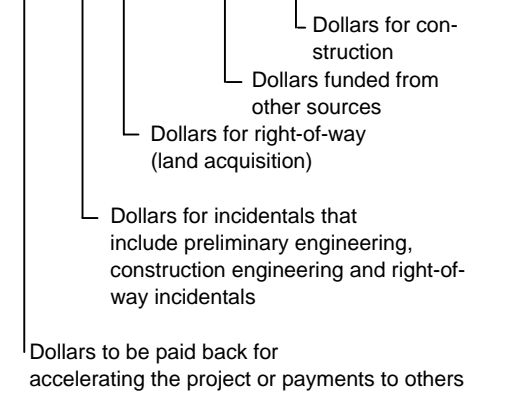 Dollars for con-
struction
Dollars funded from
other sources
Dollars for right-of-way
(land acquisition)
Dollars for incidentals that
include preliminary engineering,
construction engineering and right-of-
way incidentals
Dollars to be paid back for
accelerating the project or payments to others